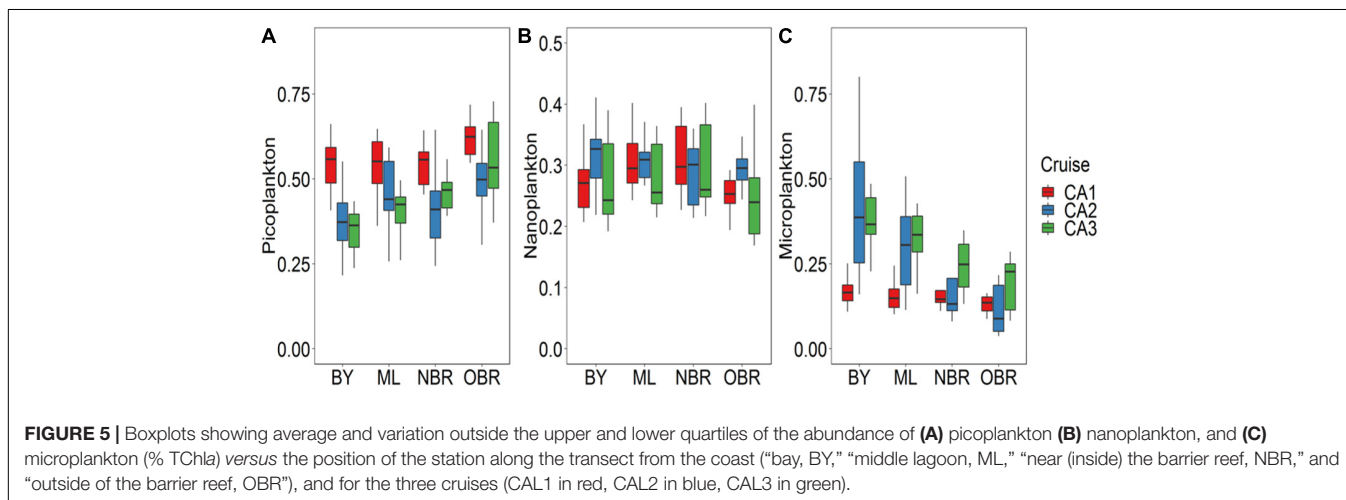 A
B
C
Picoplankton
0.75
0.50
0.25
0.00
BY ML NBR OBR
Nanoplankton
0.5
0.4
0.3
0.2
0.1
0.0
BY ML NBR OBR
Microplankton
0.75
0.50
0.25
0.00
BY ML NBR OBR
Cruise
CA1
CA2
CA3
FIGURE 5 | Boxplots showing average and variation outside the upper and lower quartiles of the abundance of (A) picoplankton (B) nanoplankton, and (C)
microplankton (% TChla) versus the position of the station along the transect from the coast (“bay, BY,” “middle lagoon, ML,” “near (inside) the barrier reef, NBR,” and
“outside of the barrier reef, OBR”), and for the three cruises (CAL1 in red, CAL2 in blue, CAL3 in green).